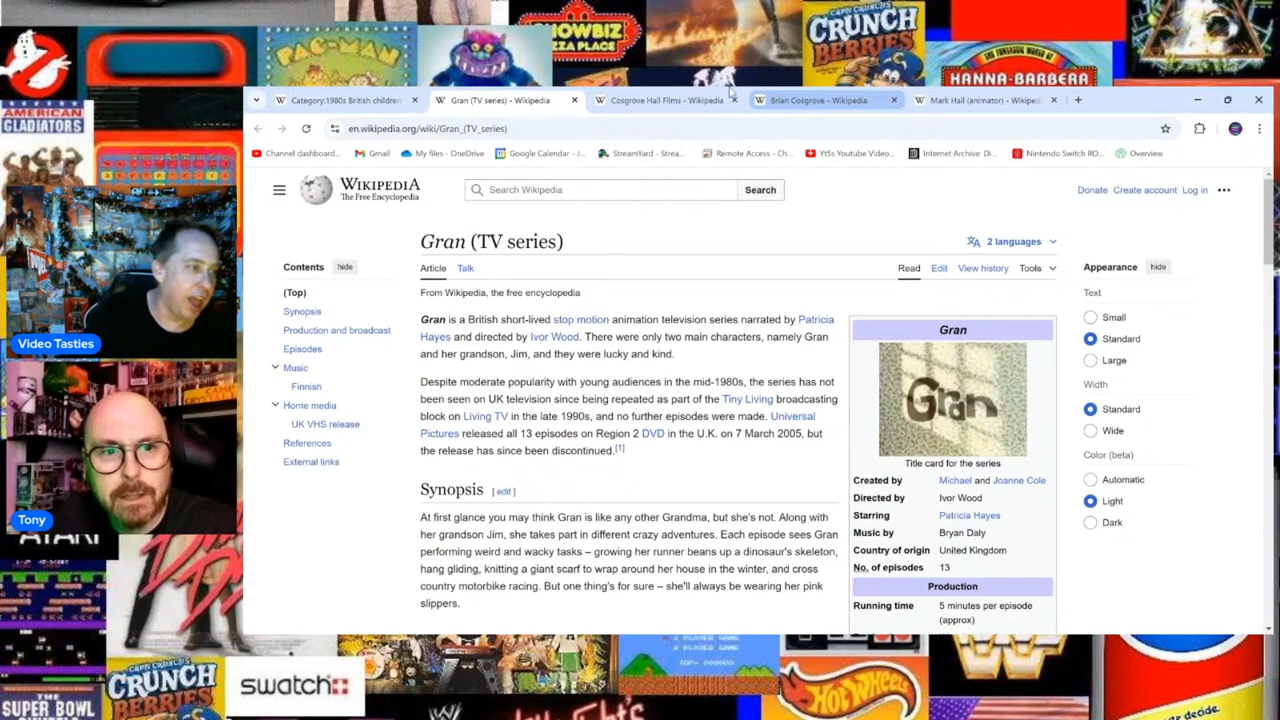 SHOWBIZ
PIZZA PLACE
PAC-MAN
CRUNCH
BERRIES
THE FUNTASTIC WORLD OF
HANNA-BARBERA
AMERICAN
GLADIATORS
Category:1980s British children
Gran (TV series) - Wikipedia
Cosgrove Hall Films - Wikipedia
Brian Cosgrove - Wikipedia
Mark Hall (animator) - Wikiped
en.wikipedia.org/wiki/Gran_(TV_series)
Channel dashboard...
Gmail
My files - OneDrive
Google Calendar - J...
StreamYard - Strea...
Remote Access - Ch...
Yt5s Youtube Video...
Internet Archive: Di...
Nintendo Switch RO...
Overview
WIKIPEDIA
The Free Encyclopedia
Search Wikipedia
Search
Donate Create account Log in
Gran (TV series)
2 languages
Contents
hide
(Top)
Synopsis
Production and broadcast
Episodes
Music
Finnish
Home media
UK VHS release
References
External links
Article Talk
Read Edit View history Tools
From Wikipedia, the free encyclopedia
Gran is a British short-lived stop motion animation television series narrated by Patricia
Hayes and directed by Ivor Wood. There were only two main characters, namely Gran
and her grandson, Jim, and they were lucky and kind.
Despite moderate popularity with young audiences in the mid-1980s, the series has not
been seen on UK television since being repeated as part of the Tiny Living broadcasting
block on Living TV in the late 1990s, and no further episodes were made. Universal
Pictures released all 13 episodes on Region 2 DVD in the U.K. on 7 March 2005, but
the release has since been discontinued.[1]
Synopsis [ edit ]
At first glance you may think Gran is like any other Grandma, but she's not. Along with
her grandson Jim, she takes part in different crazy adventures. Each episode sees Gran
performing weird and wacky tasks – growing her runner beans up a dinosaur's skeleton,
hang gliding, knitting a giant scarf to wrap around her house in the winter, and cross
country motorbike racing. But one thing's for sure – she'll always be wearing her pink
slippers.
Gran
Gran
Title card for the series
Created by Michael and Joanne Cole
Directed by Ivor Wood
Starring Patricia Hayes
Music by Bryan Daly
Country of origin United Kingdom
No. of episodes 13
Production
Running time 5 minutes per episode
(approx)
Appearance
hide
Text
Small
Standard
Large
Width
Standard
Wide
Color (beta)
Automatic
Light
Dark
Video Tasties
Tony
ATARI
CAP'N CRUNCH'S
CRUNCH
BERRIES
swatch
THE
SUPER BOWL
HOT WHEELS
2 PLAYER GAME
decide.